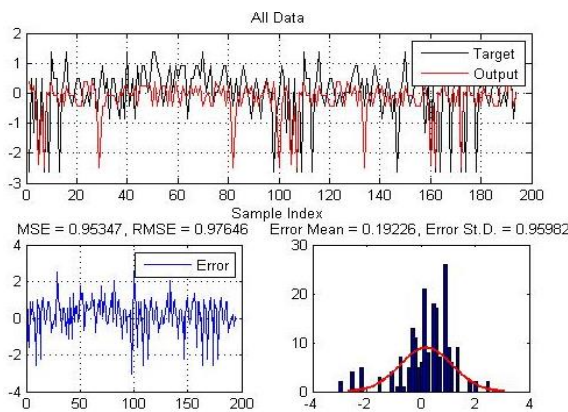 All Data
Target
Output
2
1
0
-1
-2
-3
0 20 40 60 80 100 120 140 160 180 200
Sample Index
MSE = 0.95347, RMSE = 0.97646
Error Mean = 0.19226, Error St.D. = 0.95982
Error
4
2
0
-2
-4
0 50 100 150 200
30
20
10
0
-4 -2 0 2 4